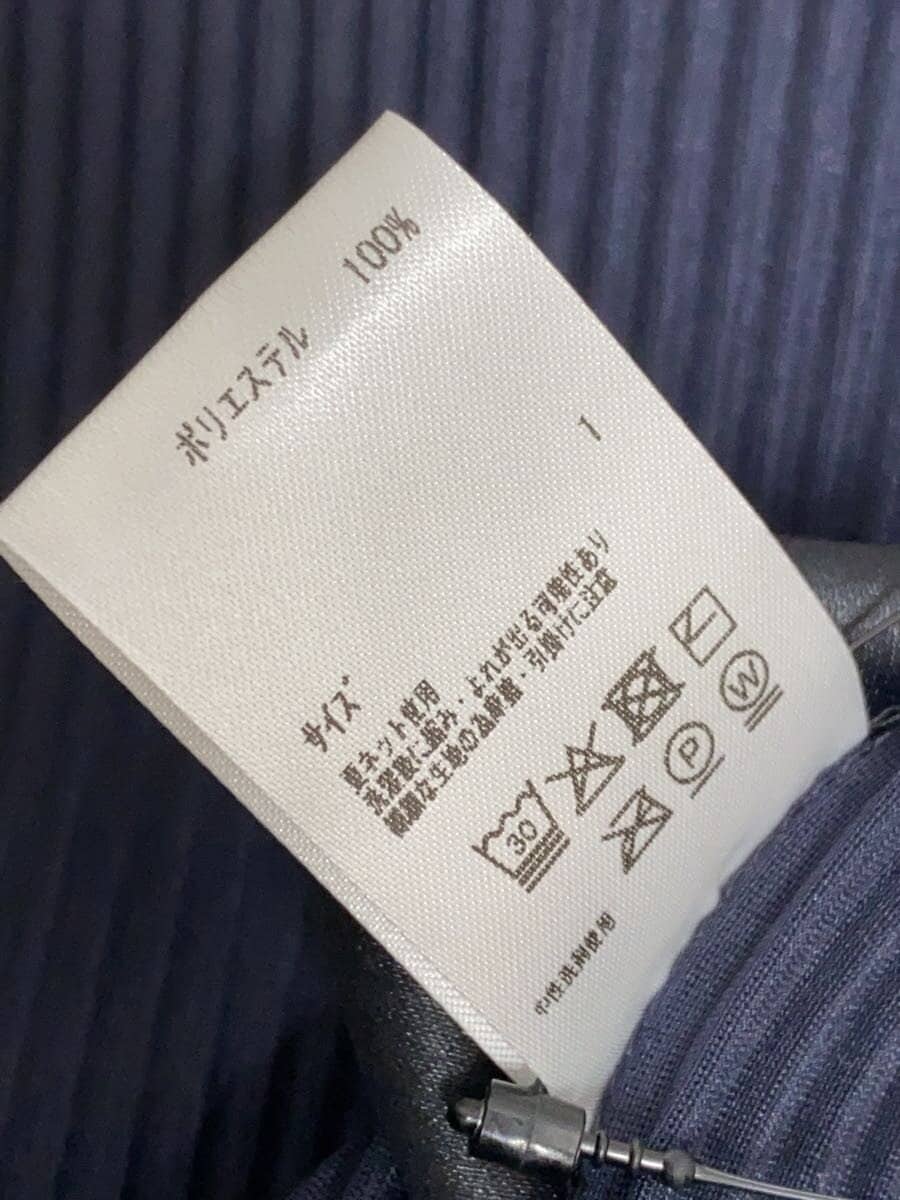 ポリエステル 100%
サイズ 1
要ネット使用
洗濯後に縮み・よれが出る可能性あり
繊細な生地の為摩擦・引掛けに注意
30
P
W
中性洗剤使用